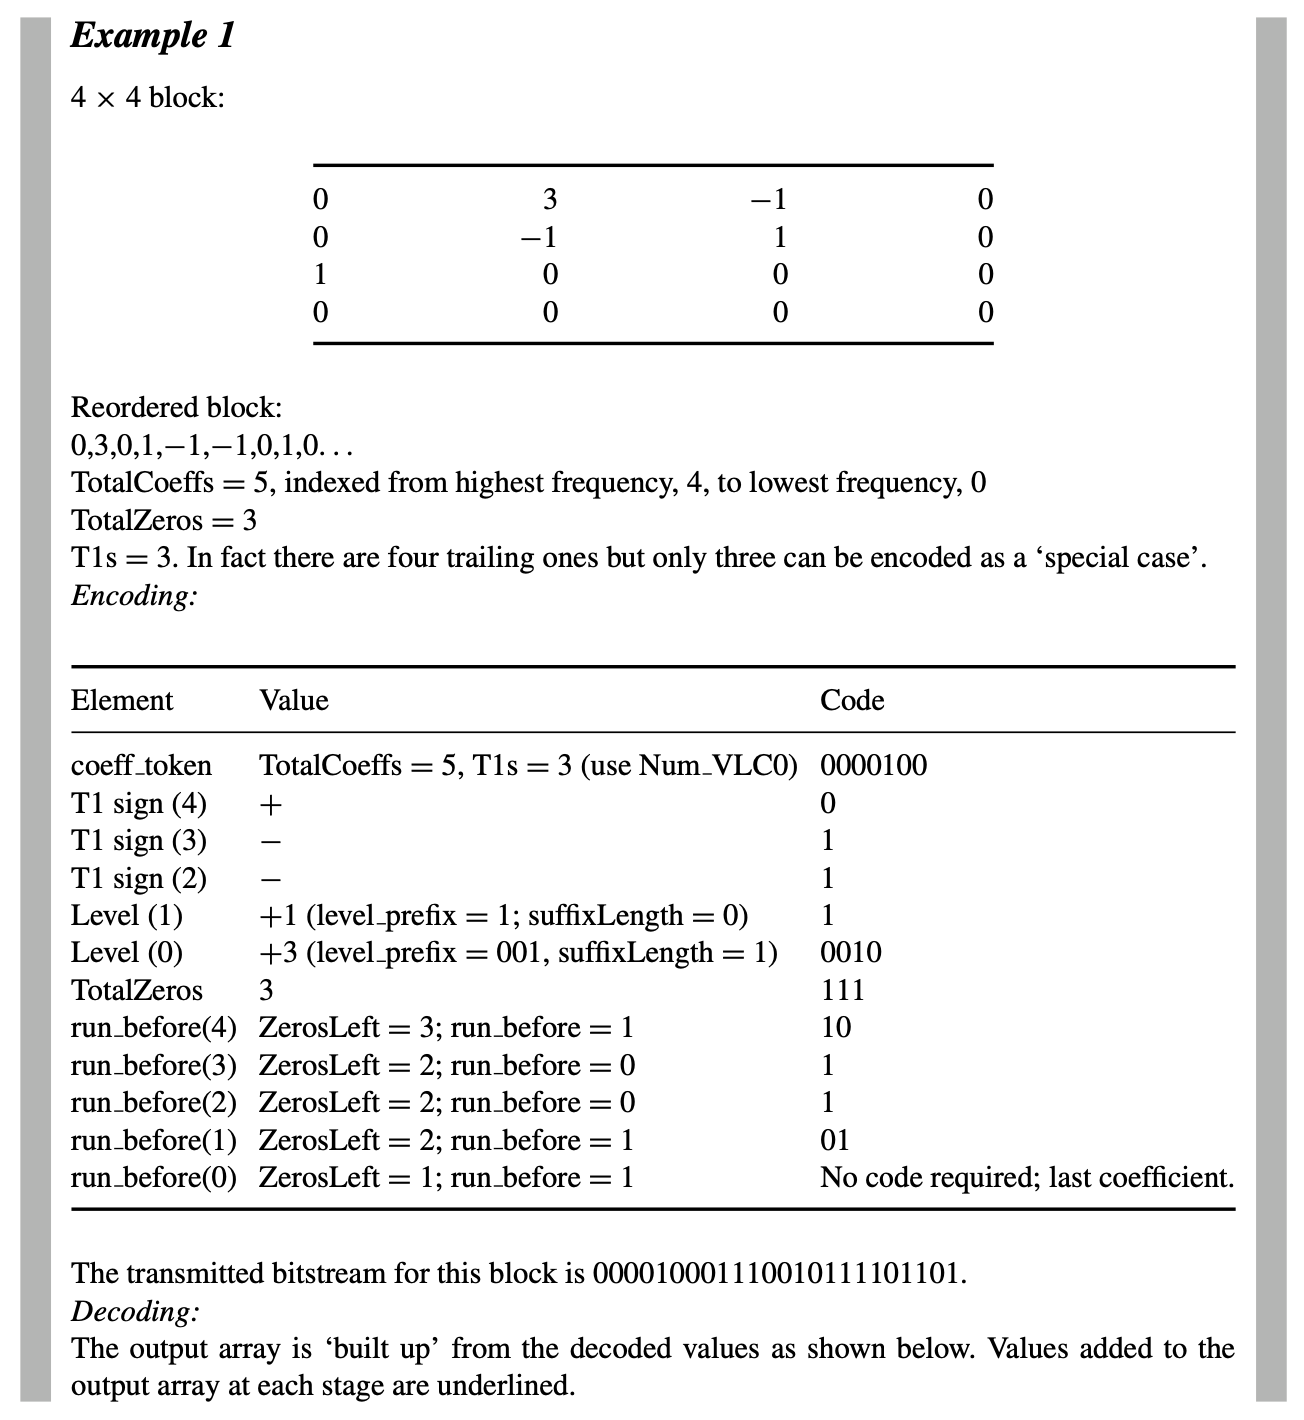 Example 1
4 × 4 block:
0 3 −1 0
0 −1 1 0
1 0 0 0
0 0 0 0
Reordered block:
0,3,0,1,−1,−1,0,1,0. . .
TotalCoeffs = 5, indexed from highest frequency, 4, to lowest frequency, 0
TotalZeros = 3
T1s = 3. In fact there are four trailing ones but only three can be encoded as a ‘special case’.
Encoding:
Element Value Code
coeff_token TotalCoeffs = 5, T1s = 3 (use Num_VLC0) 0000100
T1 sign (4) + 0
T1 sign (3) − 1
T1 sign (2) − 1
Level (1) +1 (level_prefix = 1; suffixLength = 0) 1
Level (0) +3 (level_prefix = 001, suffixLength = 1) 0010
TotalZeros 3 111
run_before(4) ZerosLeft = 3; run_before = 1 10
run_before(3) ZerosLeft = 2; run_before = 0 1
run_before(2) ZerosLeft = 2; run_before = 0 1
run_before(1) ZerosLeft = 2; run_before = 1 01
run_before(0) ZerosLeft = 1; run_before = 1 No code required; last coefficient.
The transmitted bitstream for this block is 000010001110010111101101.
Decoding:
The output array is ‘built up’ from the decoded values as shown below. Values added to the
output array at each stage are underlined.